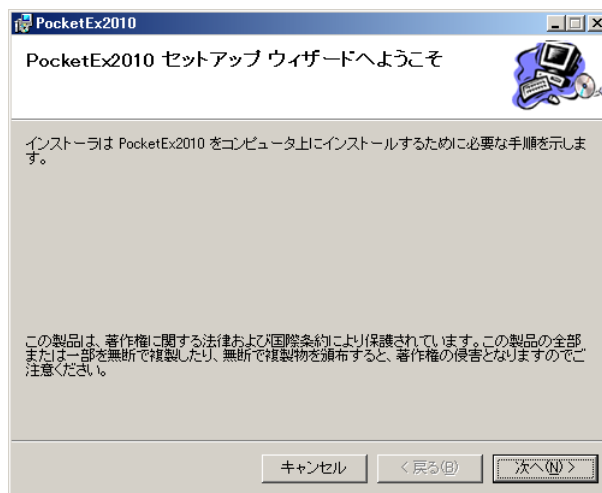 PocketEx2010
PocketEx2010 セットアップ ウィザードへようこそ
インストーラは PocketEx2010 をコンピュータ上にインストールするために必要な手順を示しま
す。
この製品は、著作権に関する法律および国際条約により保護されています。この製品の全部
または一部を無断で複製したり、無断で複製物を頒布すると、著作権の侵害となりますのでご
注意ください。
キャンセル
< 戻る(B)
次へ(N) >